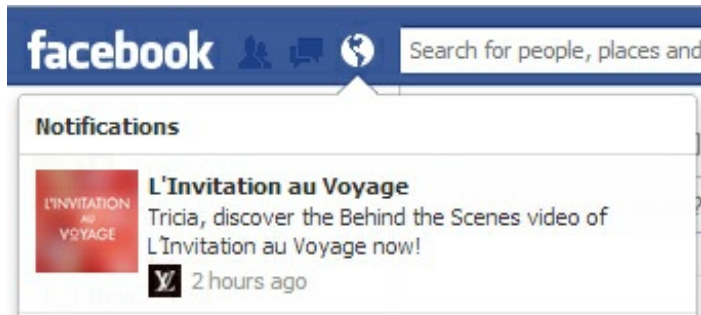 facebook
Search for people, places and
Notifications
L'INVITATION
AU
VOYAGE
L'Invitation au Voyage
Tricia, discover the Behind the Scenes video of
L'Invitation au Voyage now!
LV
2 hours ago